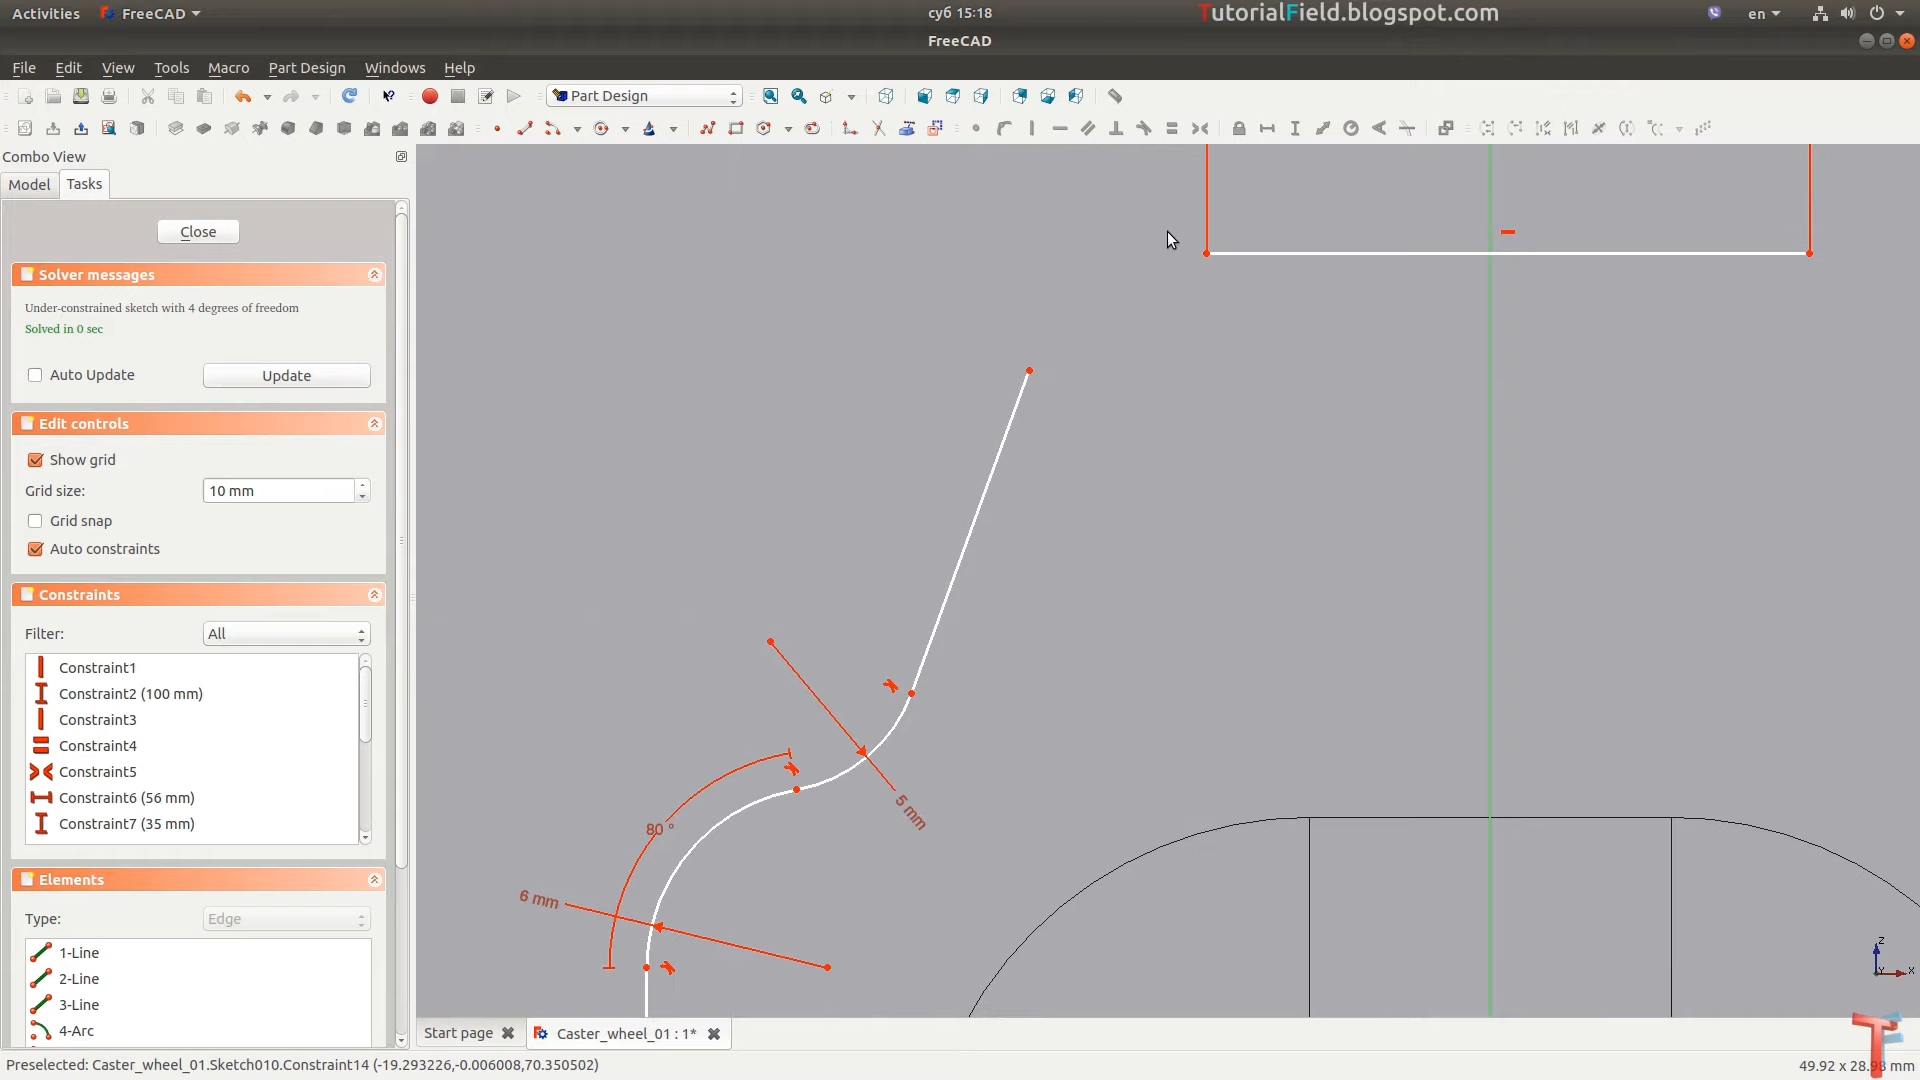 Activities FreeCAD суб 15:18 TutorialField.blogspot.com en
FreeCAD
File Edit View Tools Macro Part Design Windows Help
Part Design
Combo View
Model Tasks
Close
Solver messages
Under-constrained sketch with 4 degrees of freedom
Solved in 0 sec
Auto Update Update
Edit controls
Show grid
Grid size: 10 mm
Grid snap
Auto constraints
Constraints
Filter: All
Constraint1
Constraint2 (100 mm)
Constraint3
Constraint4
Constraint5
Constraint6 (56 mm)
Constraint7 (35 mm)
Elements
Type: Edge
1-Line
2-Line
3-Line
4-Arc
5 mm
80 °
6 mm
Z
Y
X
Start page Caster_wheel_01 : 1*
Preselected: Caster_wheel_01.Sketch010.Constraint14 (-19.293226,-0.006008,70.350502) 49.92 x 28.98 mm
TF